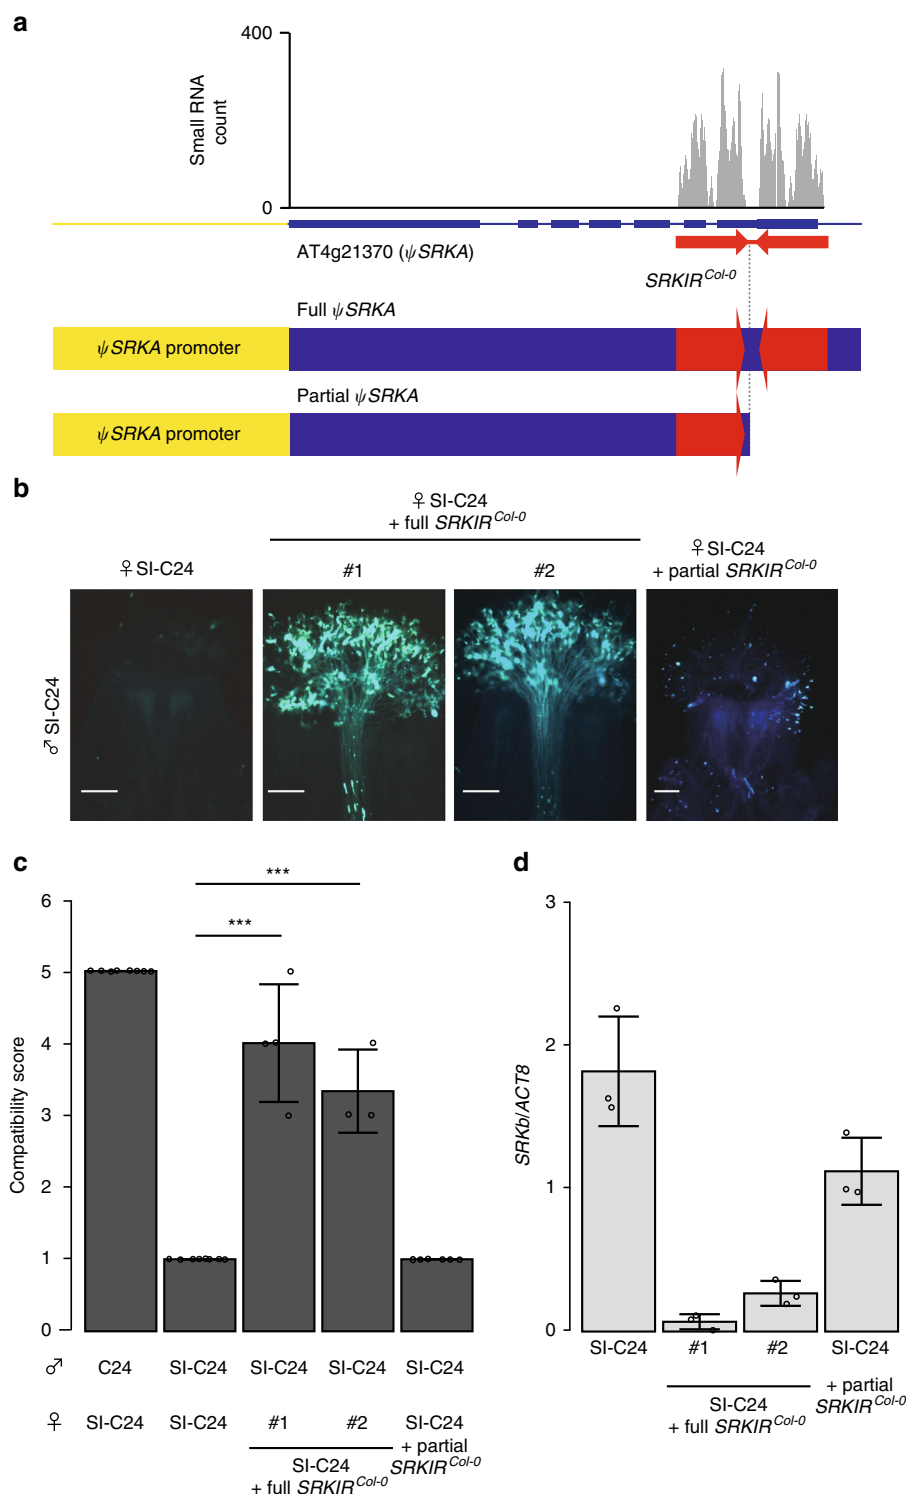 a
400
Small RNA
count
0
AT4g21370 (ψSRKA)
SRKIR^Col-0
Full ψSRKA
ψSRKA promoter
Partial ψSRKA
ψSRKA promoter
b
♀ SI-C24
♀ SI-C24
+ full SRKIR^Col-0
#1
#2
♀ SI-C24
+ partial SRKIR^Col-0
♂ SI-C24
c
***
***
6
5
4
3
2
1
0
Compatibility score
♂ C24 SI-C24 SI-C24 SI-C24 SI-C24
♀ SI-C24 SI-C24 #1 #2 SI-C24
+ partial
SRKIR^Col-0
SI-C24
+ full SRKIR^Col-0
d
3
2
1
0
SRKb/ACT8
SI-C24 #1 #2 SI-C24
+ partial
SRKIR^Col-0
SI-C24
+ full SRKIR^Col-0